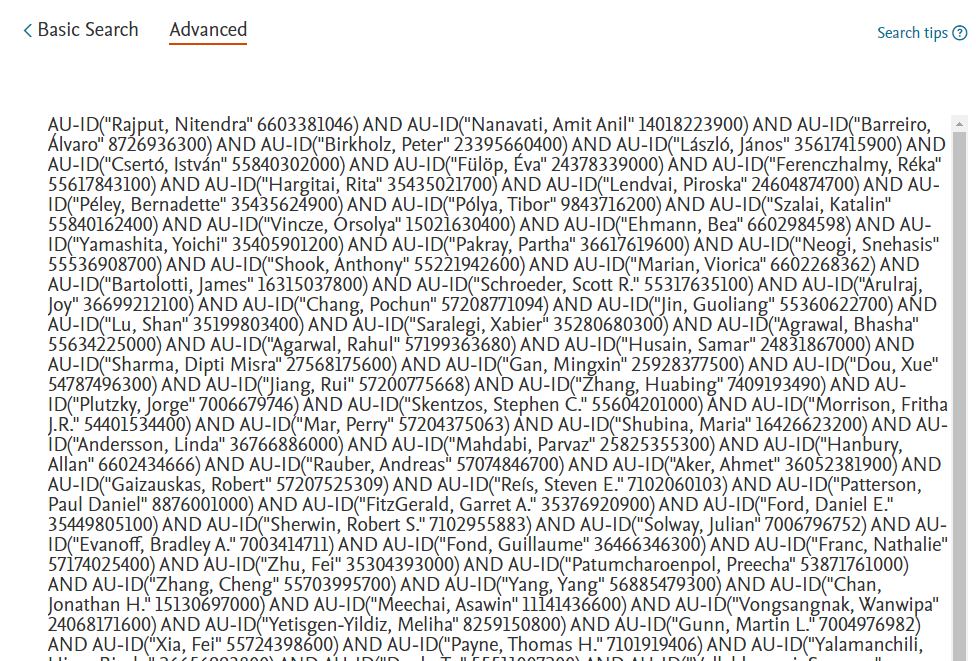 Basic Search
Advanced
Search tips
AU-ID("Rajput, Nitendra" 6603381046) AND AU-ID("Nanavati, Amit Anil" 14018223900) AND AU-ID("Barreiro,
Álvaro" 8726936300) AND AU-ID("Birkholz, Peter" 23395660400) AND AU-ID("László, János" 35617415900) AND
AU-ID("Csertó, István" 55840302000) AND AU-ID("Fülöp, Éva" 24378339000) AND AU-ID("Ferenczhalmy, Réka"
55617843100) AND AU-ID("Hargitai, Rita" 35435021700) AND AU-ID("Lendvai, Piroska" 24604874700) AND AU-
ID("Péley, Bernadette" 35435624900) AND AU-ID("Pólya, Tibor" 9843716200) AND AU-ID("Szalai, Katalin"
55840162400) AND AU-ID("Vincze, Orsolya" 15021630400) AND AU-ID("Ehmann, Bea" 6602984598) AND AU-
ID("Yamashita, Yoichi" 35405901200) AND AU-ID("Pakray, Partha" 36617619600) AND AU-ID("Neogi, Snehasis"
55536908700) AND AU-ID("Shook, Anthony" 55221942600) AND AU-ID("Marian, Viorica" 6602268362) AND
AU-ID("Bartolotti, James" 16315037800) AND AU-ID("Schroeder, Scott R." 55317635100) AND AU-ID("Arulraj,
Joy" 36699212100) AND AU-ID("Chang, Pochun" 57208771094) AND AU-ID("Jin, Guoliang" 55360622700) AND
AU-ID("Lu, Shan" 35199803400) AND AU-ID("Saralegi, Xabier" 35280680300) AND AU-ID("Agrawal, Bhasha"
55634225000) AND AU-ID("Agarwal, Rahul" 57199363680) AND AU-ID("Husain, Samar" 24831867000) AND
AU-ID("Sharma, Dipti Misra" 27568175600) AND AU-ID("Gan, Mingxin" 25928377500) AND AU-ID("Dou, Xue"
54787496300) AND AU-ID("Jiang, Rui" 57200775668) AND AU-ID("Zhang, Huabing" 7409193490) AND AU-
ID("Plutzky, Jorge" 7006679746) AND AU-ID("Skentzos, Stephen C." 55604201000) AND AU-ID("Morrison, Fritha
J.R." 54401534400) AND AU-ID("Mar, Perry" 57204375063) AND AU-ID("Shubina, Maria" 16426623200) AND AU-
ID("Andersson, Linda" 36766886000) AND AU-ID("Mahdabi, Parvaz" 25825355300) AND AU-ID("Hanbury,
Allan" 6602434666) AND AU-ID("Rauber, Andreas" 57074846700) AND AU-ID("Aker, Ahmet" 36052381900) AND
AU-ID("Gaizauskas, Robert" 57207525309) AND AU-ID("Reís, Steven E." 7102060103) AND AU-ID("Patterson,
Paul Daniel" 8876001000) AND AU-ID("FitzGerald, Garret A." 35376920900) AND AU-ID("Ford, Daniel E."
35449805100) AND AU-ID("Sherwin, Robert S." 7102955883) AND AU-ID("Solway, Julian" 7006796752) AND AU-
ID("Evanoff, Bradley A." 7003414711) AND AU-ID("Fond, Guillaume" 36466346300) AND AU-ID("Franc, Nathalie"
57174025400) AND AU-ID("Zhu, Fei" 35304393000) AND AU-ID("Patumcharoenpol, Preecha" 53871761000)
AND AU-ID("Zhang, Cheng" 55703995700) AND AU-ID("Yang, Yang" 56885479300) AND AU-ID("Chan,
Jonathan H." 15130697000) AND AU-ID("Meechai, Asawin" 11141436600) AND AU-ID("Vongsangnak, Wanwipa"
24068171600) AND AU-ID("Yetisgen-Yildiz, Meliha" 8259150800) AND AU-ID("Gunn, Martin L." 7004976982)
AND AU-ID("Xia, Fei" 55724398600) AND AU-ID("Payne, Thomas H." 7101919406) AND AU-ID("Yalamanchili,